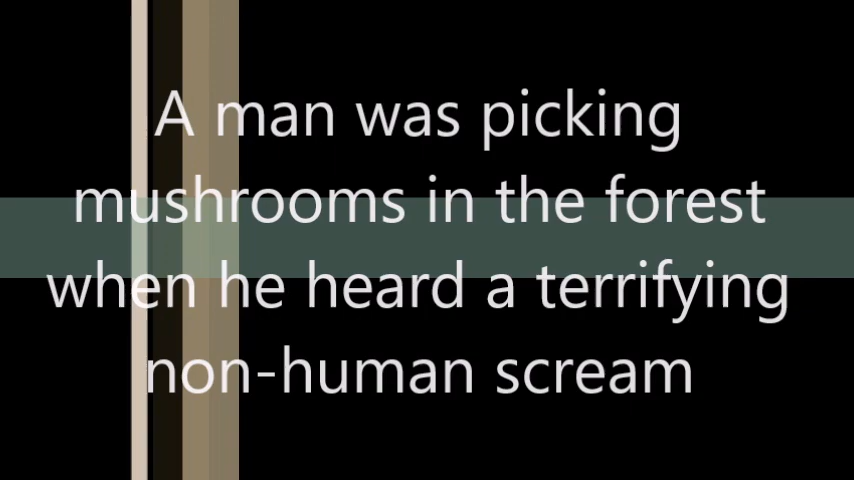 A man was picking
mushrooms in the forest
when he heard a terrifying
non-human scream